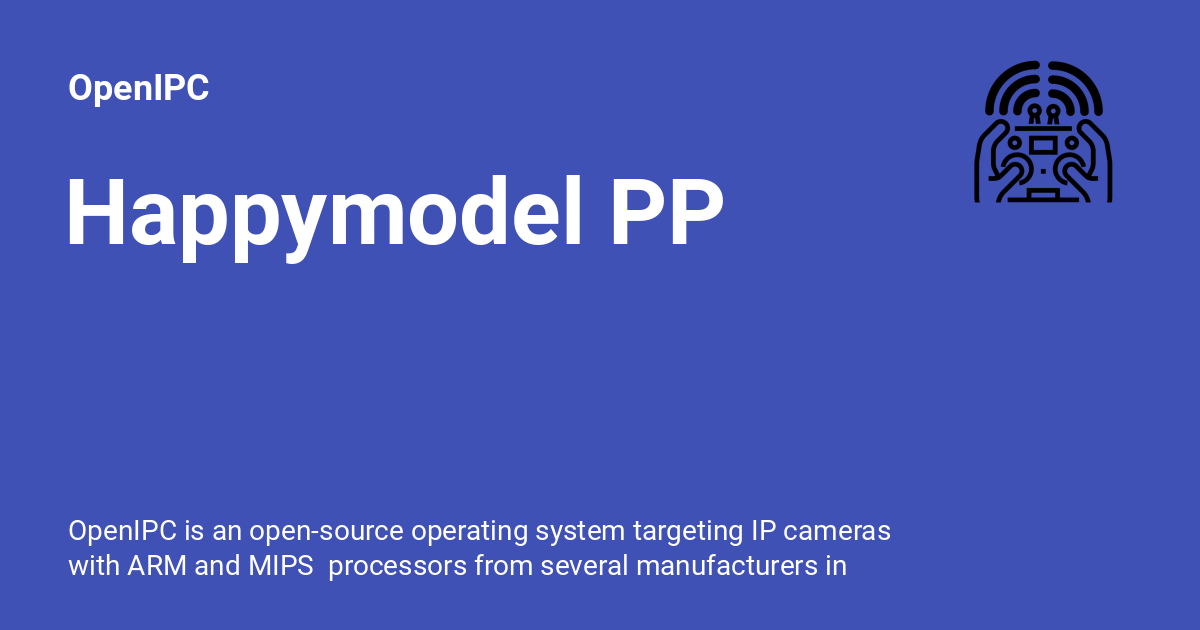 OpenIPC
Happymodel PP
OpenIPC is an open-source operating system targeting IP cameras
with ARM and MIPS  processors from several manufacturers in